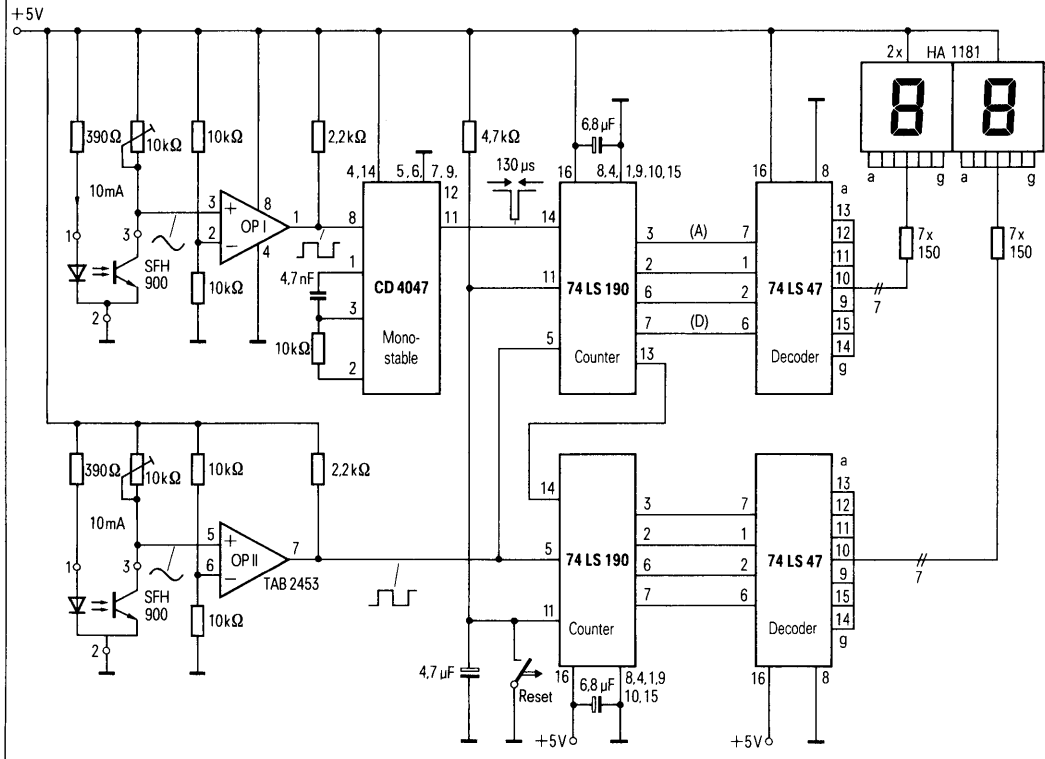 +5V
2x HA 1181
390Ω
10kΩ
10kΩ
2,2kΩ
4,7kΩ
6,8µF
130µs
4,14
5,6,
7,9,
12
16
8,4,
1,9,10,15
16
8
a
g
a
g
10mA
3
+
2
−
OP I
8
4
1
8
11
14
3
(A)
7
a
13
12
11
10
9
15
14
g
7x
150
7x
150
1
3
SFH
900
10kΩ
4,7nF
1
CD 4047
11
74 LS 190
2
1
74 LS 47
6
2
7
3
10kΩ
2
Mono-
stable
5
Counter
7
(D)
6
13
Decoder
2
390Ω
10kΩ
10kΩ
2,2kΩ
14
3
7
a
13
12
11
10
9
15
14
g
10mA
5
+
6
−
OP II
7
TAB 2453
5
74 LS 190
2
1
74 LS 47
7
1
3
SFH
900
10kΩ
6
2
7
6
11
Counter
Decoder
2
4,7µF
Reset
16
6,8µF
8,4,1,9
10,15
16
8
+5V
+5V